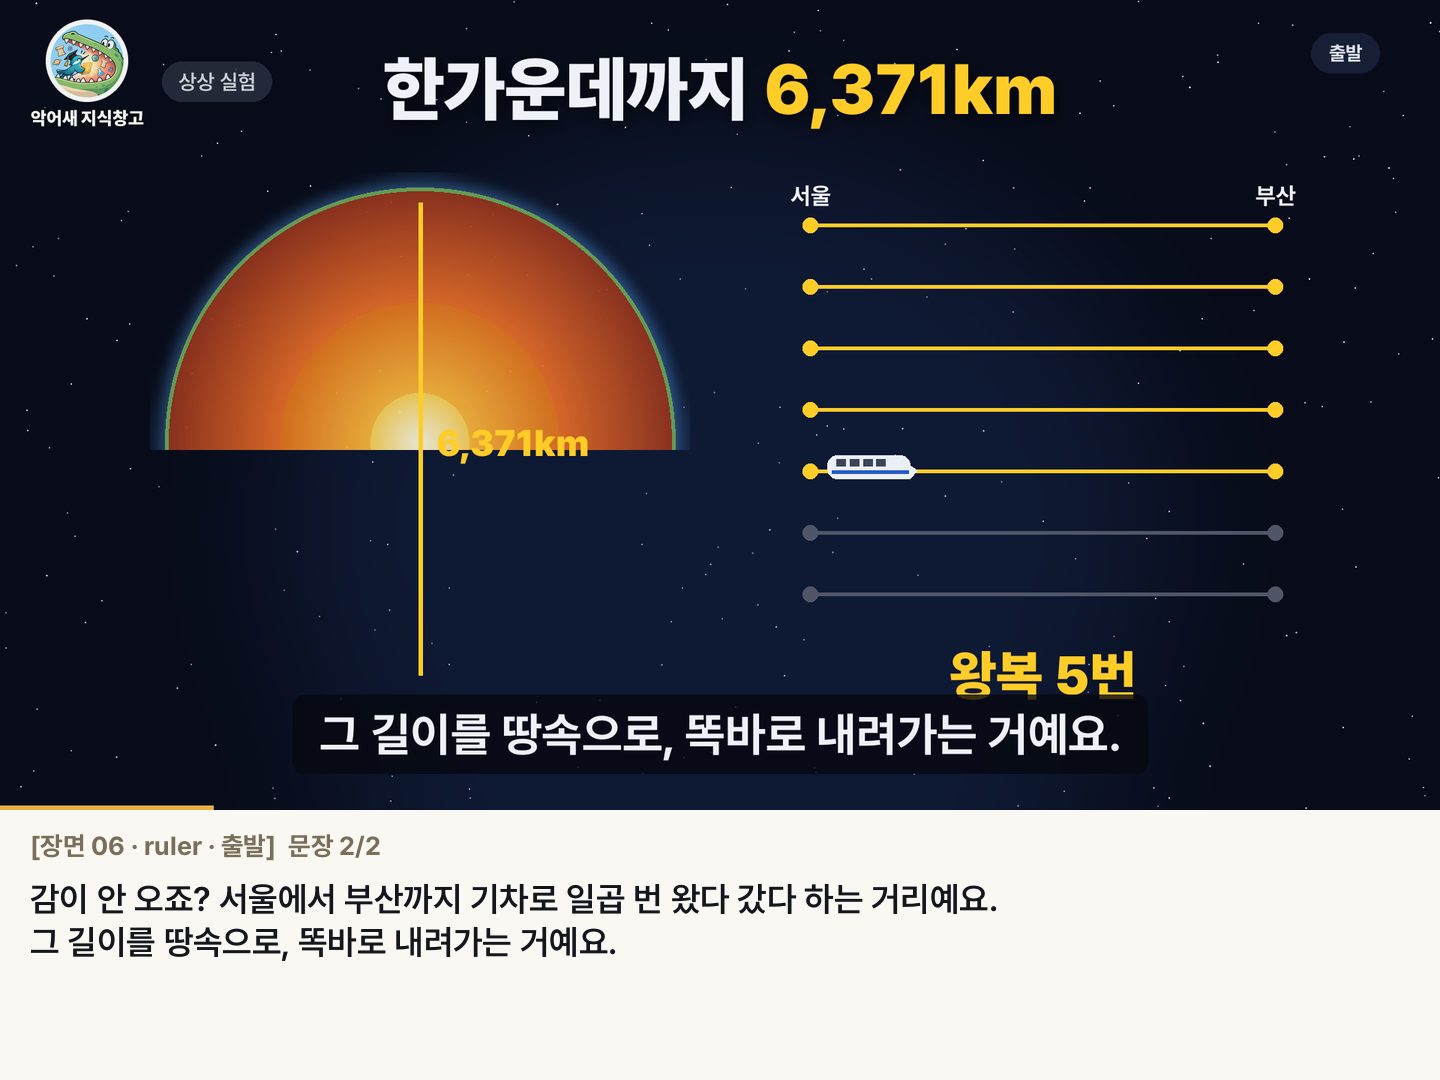 악어새 지식창고
상상 실험
한가운데까지 6,371km
출발
서울
부산
6,371km
왕복 5번
그 길이를 땅속으로, 똑바로 내려가는 거예요.
[장면 06 · ruler · 출발] 문장 2/2
감이 안 오죠? 서울에서 부산까지 기차로 일곱 번 왔다 갔다 하는 거리예요.
그 길이를 땅속으로, 똑바로 내려가는 거예요.